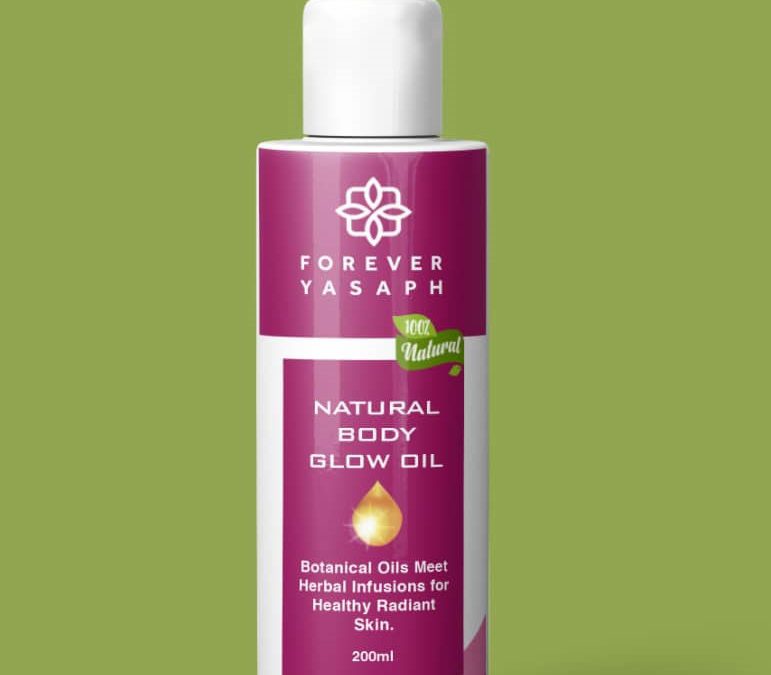 FOREVER
YASAPH
100%
Natural
NATURAL
BODY
GLOW OIL
Botanical Oils Meet
Herbal Infusions for
Healthy Radiant
Skin.
200ml